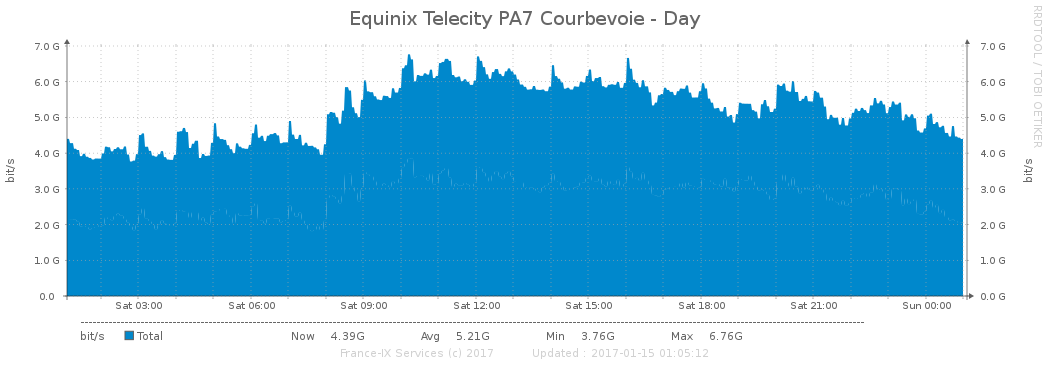 Equinix Telecity PA7 Courbevoie - Day
RRDTOOL / TOBI OETIKER
7.0 G 7.0 G
6.0 G 6.0 G
5.0 G 5.0 G
4.0 G 4.0 G
3.0 G 3.0 G
2.0 G 2.0 G
1.0 G 1.0 G
0.0 0.0 G
bit/s
bit/s
Sat 03:00 Sat 06:00 Sat 09:00 Sat 12:00 Sat 15:00 Sat 18:00 Sat 21:00 Sun 00:00
bit/s Total Now 4.39G Avg 5.21G Min 3.76G Max 6.76G
France-IX Services (c) 2017 Updated : 2017-01-15 01:05:12